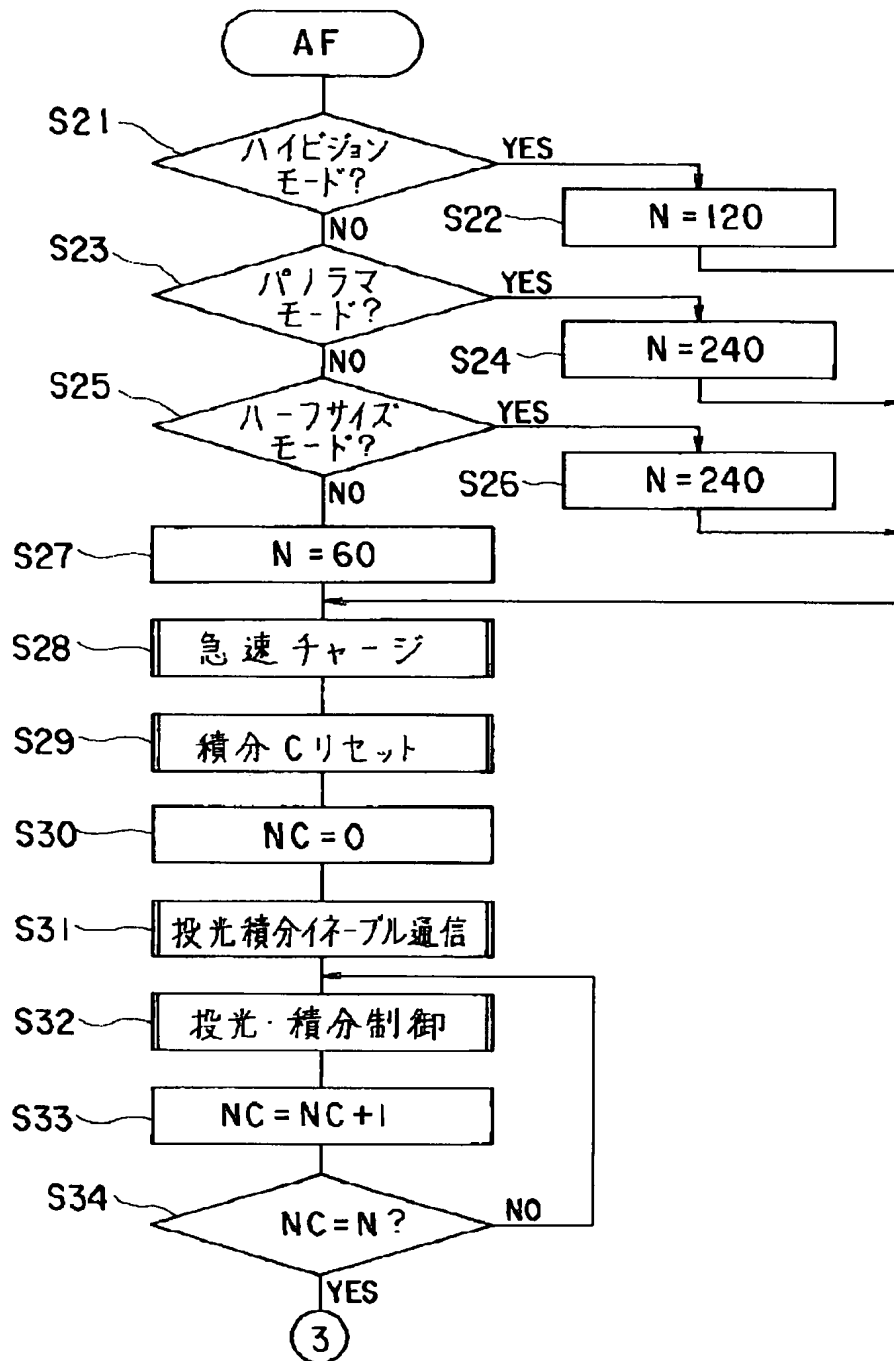 AF
S21
ハイビジョン
モード?
YES
S22
N=120
NO
S23
パノラマ
モード?
YES
S24
N=240
NO
S25
ハーフサイズ
モード?
YES
S26
N=240
NO
S27
N=60
S28
急速チャージ
S29
積分Cリセット
S30
NC=0
S31
投光積分イネーブル通信
S32
投光・積分制御
S33
NC=NC+1
S34
NC=N?
NO
YES
3